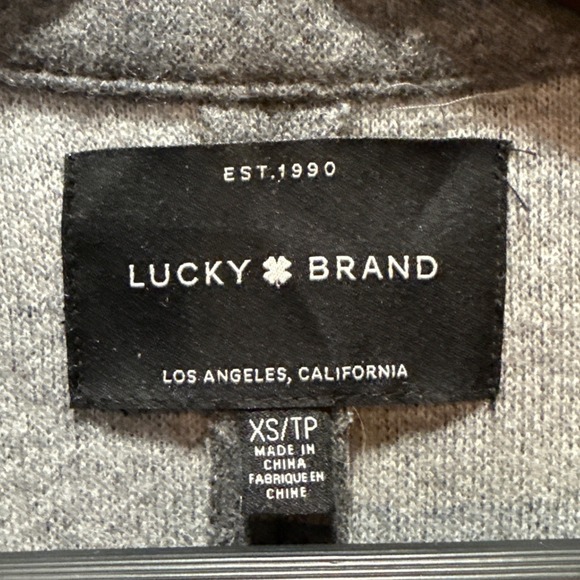 EST.1990
LUCKY BRAND
LOS ANGELES, CALIFORNIA
XS/TP
MADE IN
CHINA
FABRIQUE EN
CHINE